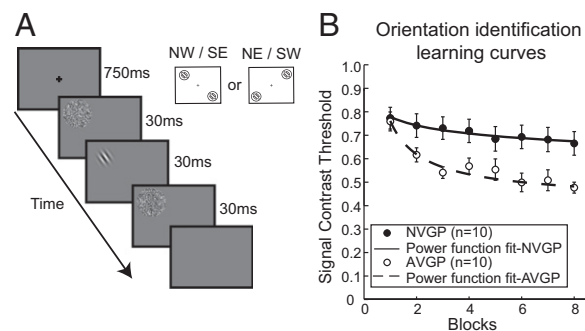 A
NW / SE
NE / SW
or
750ms
30ms
30ms
30ms
Time
B
Orientation identification
learning curves
Signal Contrast Threshold
1.0
0.9
0.8
0.7
0.6
0.5
0.4
0.3
0.2
0.1
0
NVGP (n=10)
Power function fit-NVGP
AVGP (n=10)
Power function fit-AVGP
0 2 4 6 8
Blocks